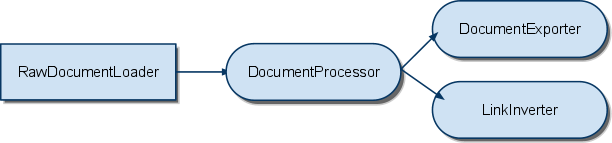 RawDocumentLoader
DocumentProcessor
DocumentExporter
LinkInverter